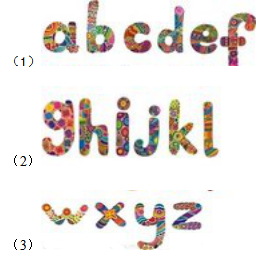 (1) abcdef
(2) ghijkl
(3) wxyz